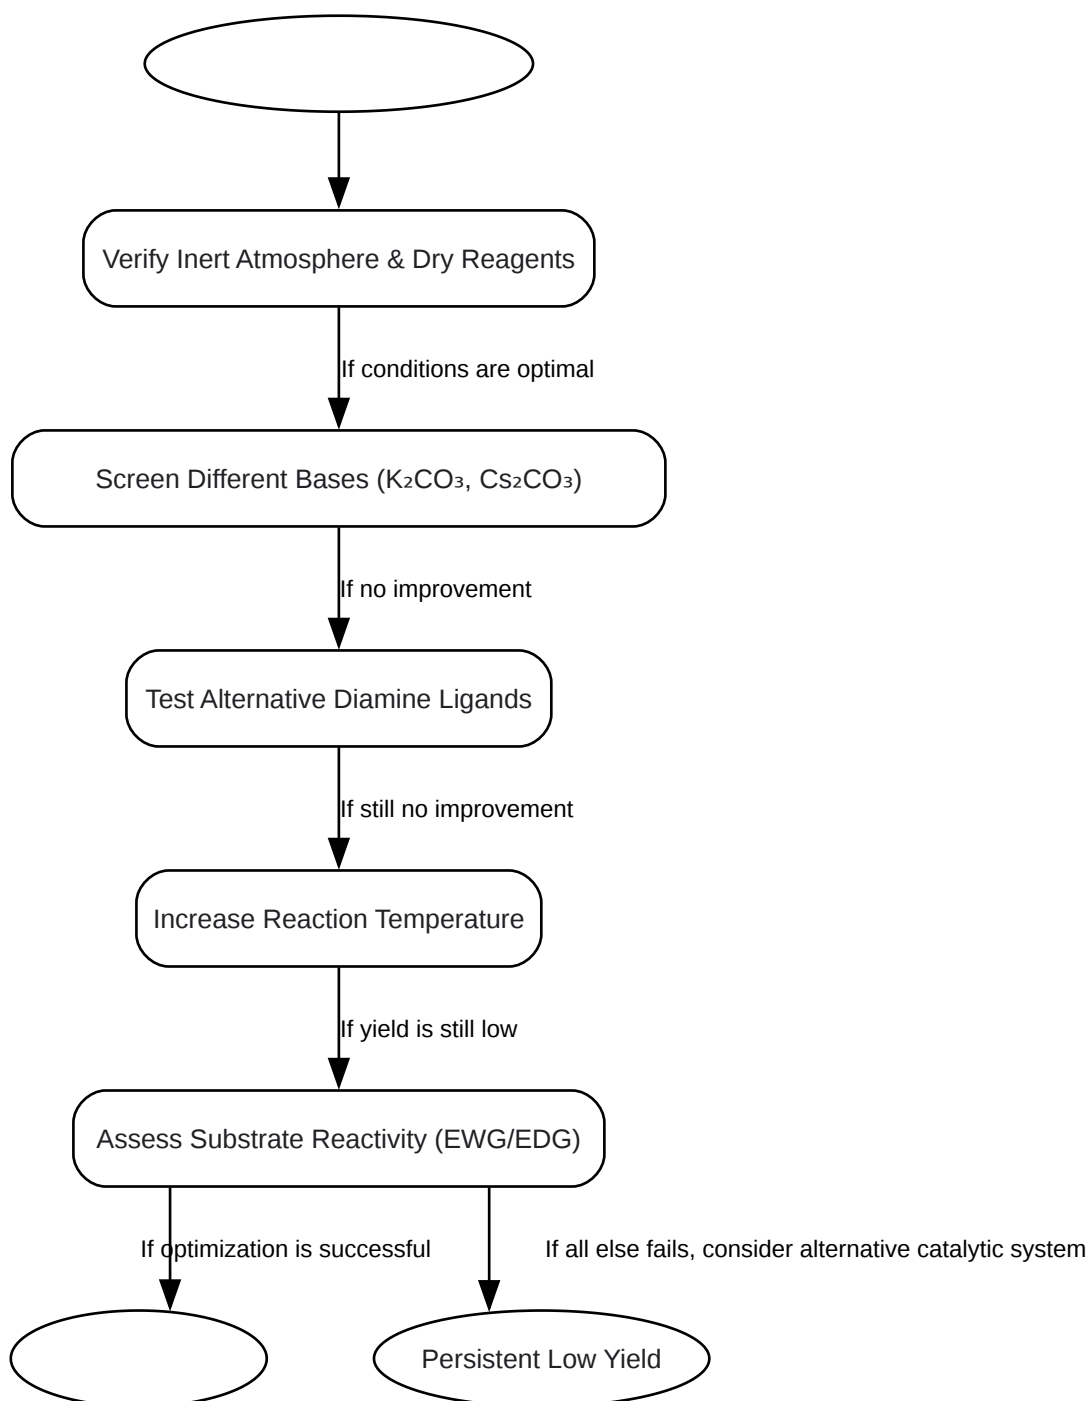 Verify Inert Atmosphere & Dry Reagents
If conditions are optimal
Screen Different Bases (K₂CO₃, Cs₂CO₃)
If no improvement
Test Alternative Diamine Ligands
If still no improvement
Increase Reaction Temperature
If yield is still low
Assess Substrate Reactivity (EWG/EDG)
If optimization is successful
If all else fails, consider alternative catalytic system
Persistent Low Yield